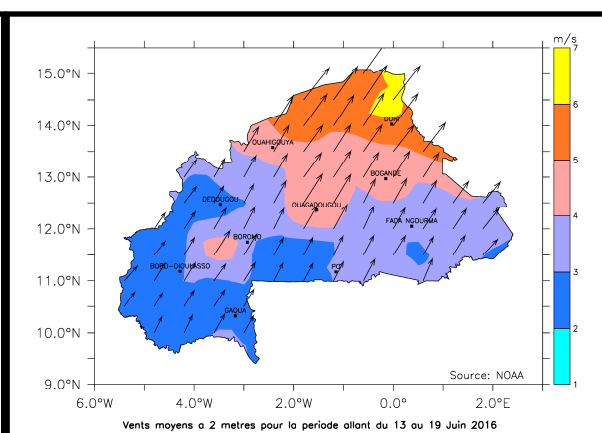 m/s
7
15.0°N
6
DORI
14.0°N
OUAHIGOUYA
5
13.0°N
BOGANDE
DEDOUGOU
OUAGADOUGOU
4
FADA NGOURMA
12.0°N
BOROMO
BOBO-DIOULASSO
PO
3
11.0°N
GAOUA
10.0°N
2
Source: NOAA
9.0°N
1
6.0°W 4.0°W 2.0°W 0.0°E 2.0°E
Vents moyens a 2 metres pour la periode allant du 13 au 19 Juin 2016